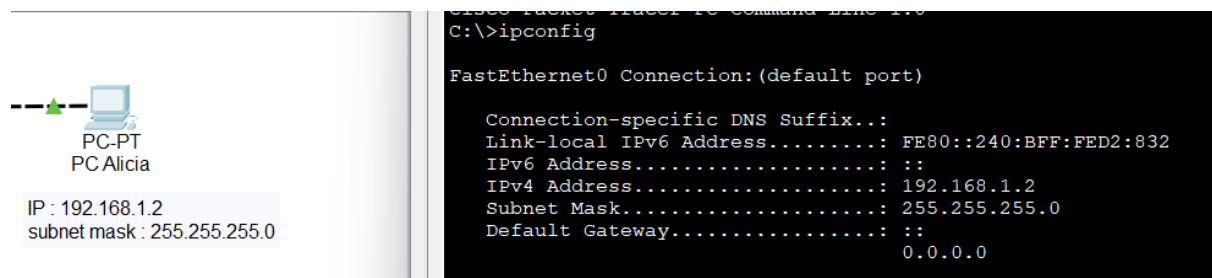 PC-PT
PC Alicia
IP : 192.168.1.2
subnet mask : 255.255.255.0
C:\>ipconfig
FastEthernet0 Connection:(default port)
Connection-specific DNS Suffix..:
Link-local IPv6 Address.........: FE80::240:BFF:FED2:832
IPv6 Address....................: ::
IPv4 Address....................: 192.168.1.2
Subnet Mask.....................: 255.255.255.0
Default Gateway.................: ::
0.0.0.0